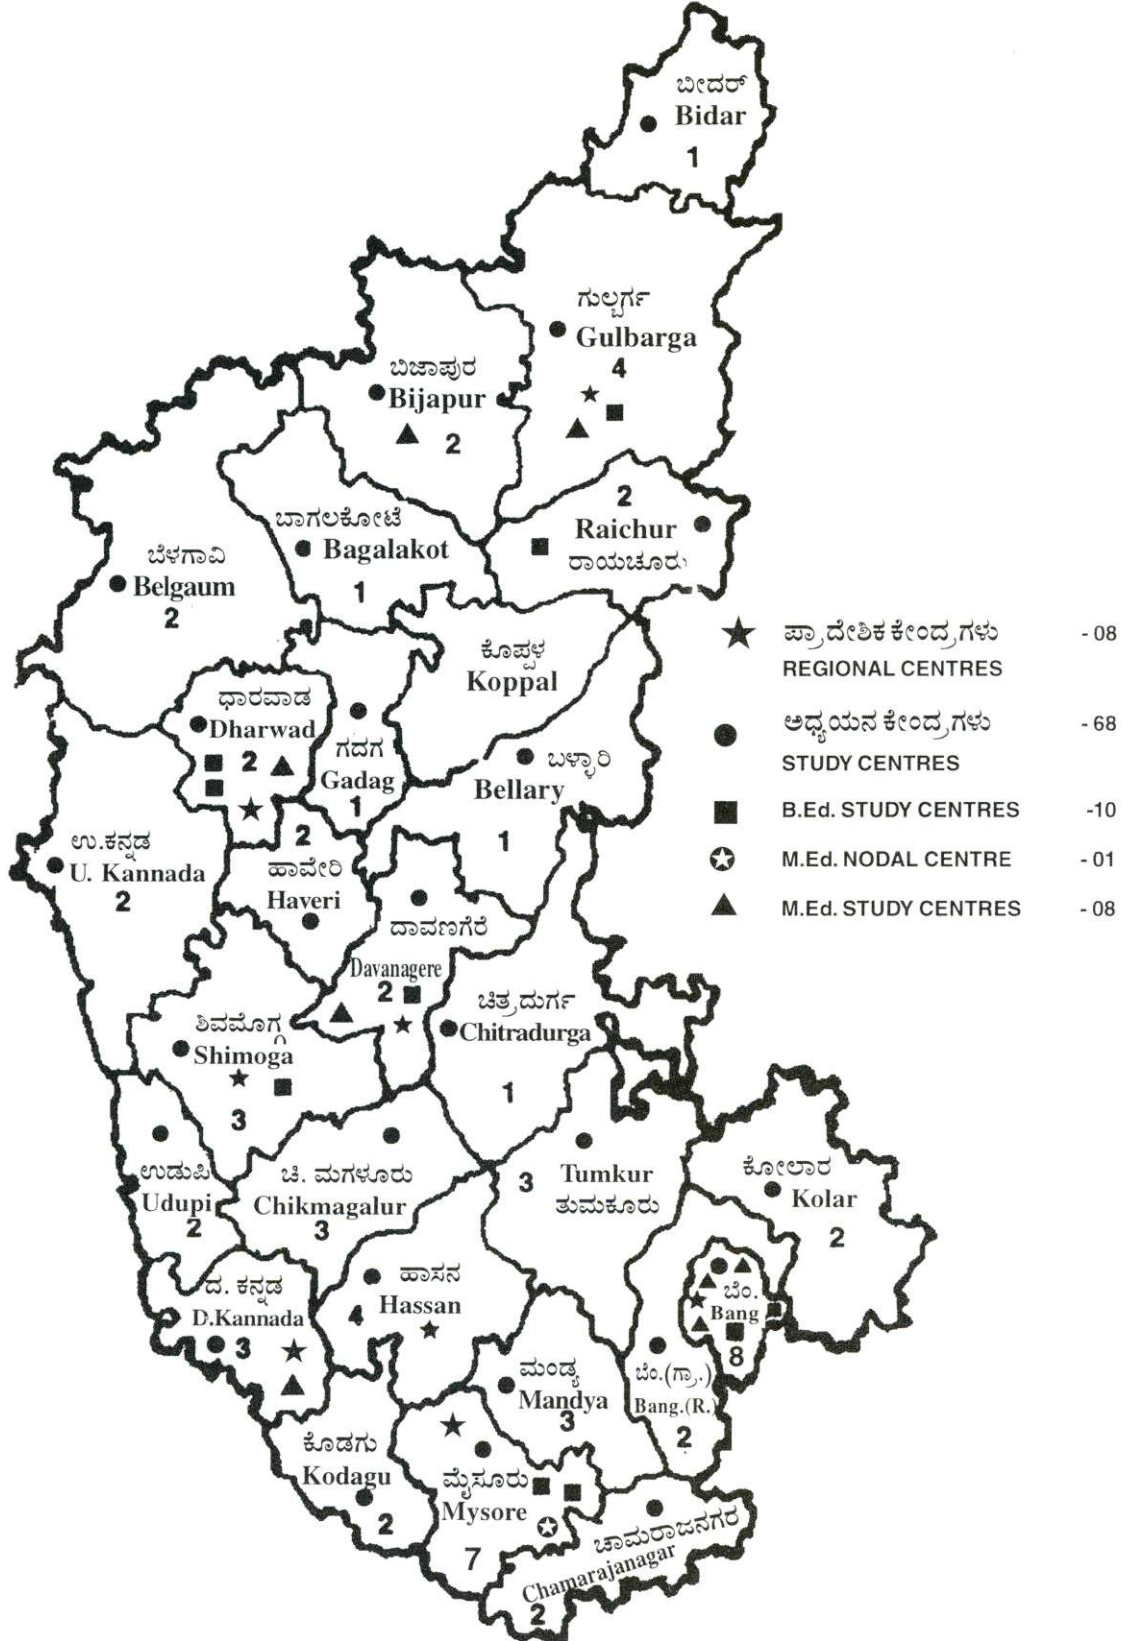 ಬೀದರ್
Bidar
1
ಗುಲ್ಬರ್ಗ
Gulbarga
4
ಬಿಜಾಪುರ
Bijapur
2
2
Raichur
ರಾಯಚೂರು
ಬಾಗಲಕೋಟೆ
Bagalakot
1
ಬೆಳಗಾವಿ
Belgaum
2
ಪ್ರಾದೇಶಿಕ ಕೇಂದ್ರಗಳು - 08
REGIONAL CENTRES
ಅಧ್ಯಯನ ಕೇಂದ್ರಗಳು - 68
STUDY CENTRES
B.Ed. STUDY CENTRES -10
M.Ed. NODAL CENTRE - 01
M.Ed. STUDY CENTRES - 08
ಕೊಪ್ಪಳ
Koppal
ಧಾರವಾಡ
Dharwad
2
ಗದಗ
Gadag
1
ಬಳ್ಳಾರಿ
Bellary
1
ಉ.ಕನ್ನಡ
U. Kannada
2
2
ಹಾವೇರಿ
Haveri
ದಾವಣಗೆರೆ
Davanagere
2
ಚಿತ್ರದುರ್ಗ
Chitradurga
1
ಶಿವಮೊಗ್ಗ
Shimoga
3
ಉಡುಪಿ
Udupi
2
ಚಿ. ಮಗಳೂರು
Chikmagalur
3
3
Tumkur
ತುಮಕೂರು
ಕೋಲಾರ
Kolar
2
ದ. ಕನ್ನಡ
D.Kannada
3
ಹಾಸನ
Hassan
4
ಬೆಂ.
Bang
8
ಮಂಡ್ಯ
Mandya
3
ಬೆಂ.(ಗ್ರಾ.)
Bang.(R.)
2
ಕೊಡಗು
Kodagu
2
ಮೈಸೂರು
Mysore
7
ಚಾಮರಾಜನಗರ
Chamarajanagar
2